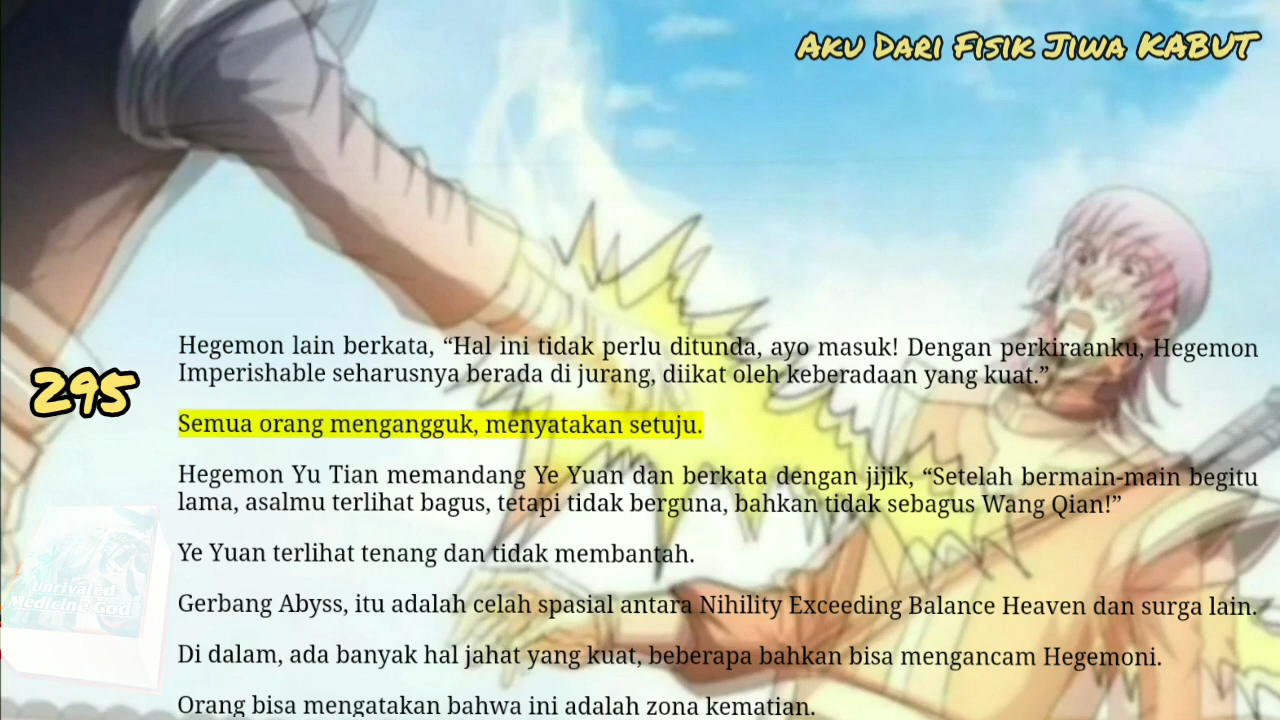 Aku Dari Fisik Jiwa KABUT
Hegemon lain berkata, “Hal ini tidak perlu ditunda, ayo masuk! Dengan perkiraanku, Hegemon
Imperishable seharusnya berada di jurang, diikat oleh keberadaan yang kuat.”
295
Semua orang mengangguk, menyatakan setuju.
Hegemon Yu Tian memandang Ye Yuan dan berkata dengan jijik, “Setelah bermain-main begitu
lama, asalmu terlihat bagus, tetapi tidak berguna, bahkan tidak sebagus Wang Qian!”
Ye Yuan terlihat tenang dan tidak membantah.
Unrivaled
Medicine God
Gerbang Abyss, itu adalah celah spasial antara Nihility Exceeding Balance Heaven dan surga lain.
Di dalam, ada banyak hal jahat yang kuat, beberapa bahkan bisa mengancam Hegemoni.
Orang bisa mengatakan bahwa ini adalah zona kematian.